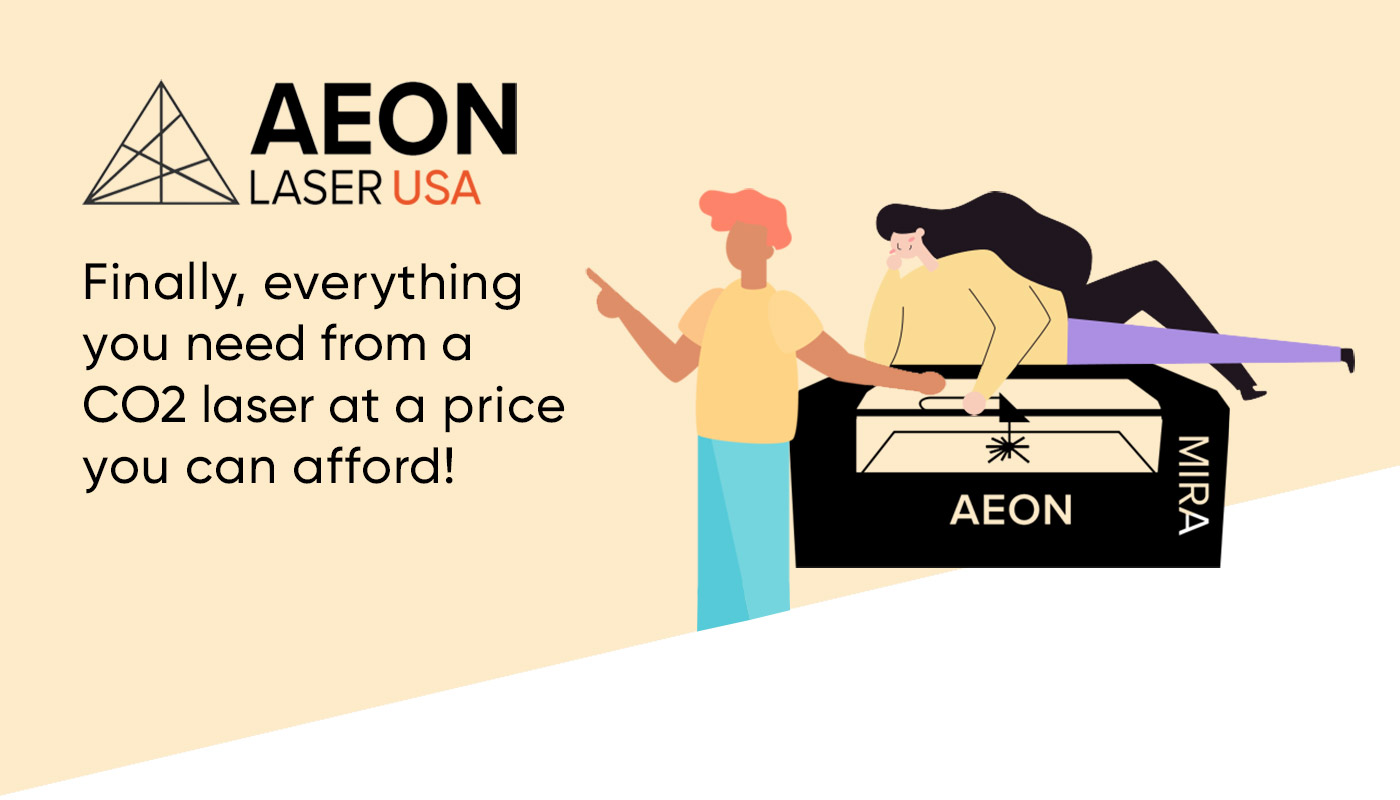 AEON
LASER USA
Finally, everything
you need from a
CO2 laser at a price
you can afford!
AEON
MIRA